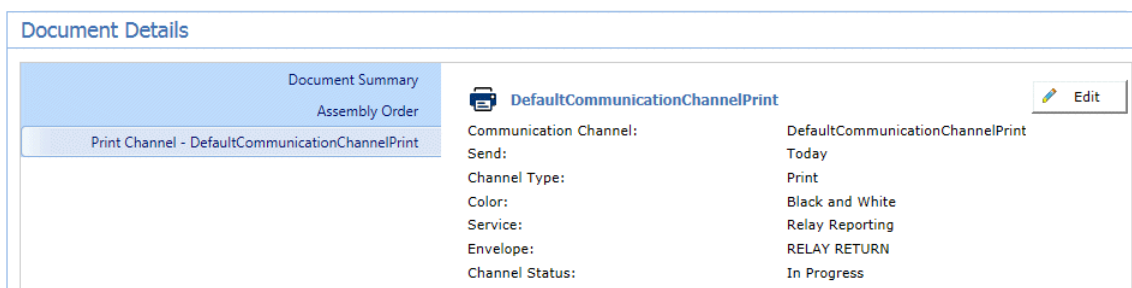 Document Details
Document Summary
Assembly Order
Print Channel - DefaultCommunicationChannelPrint
DefaultCommunicationChannelPrint
Edit
Communication Channel: DefaultCommunicationChannelPrint
Send: Today
Channel Type: Print
Color: Black and White
Service: Relay Reporting
Envelope: RELAY RETURN
Channel Status: In Progress